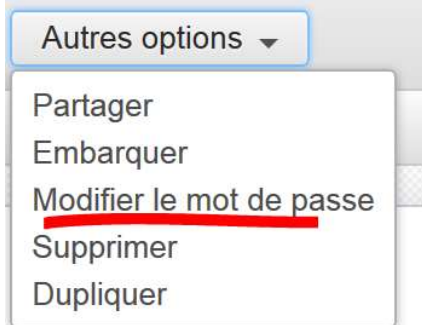 Autres options
Partager
Embarquer
Modifier le mot de passe
Supprimer
Dupliquer